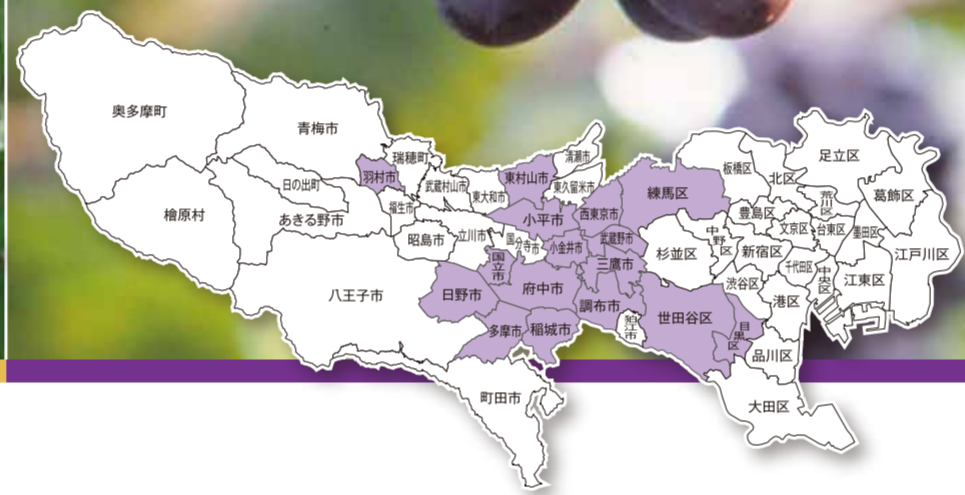 奥多摩町
青梅市
瑞穂町
羽村市
日の出町
檜原村
あきる野市
福生市
武蔵村山市
東大和市
東村山市
清瀬市
東久留米市
昭島市
立川市
国分寺市
小平市
西東京市
小金井市
武蔵野市
国立市
三鷹市
八王子市
日野市
府中市
調布市
狛江市
多摩市
稲城市
町田市
練馬区
板橋区
北区
足立区
荒川区
葛飾区
豊島区
文京区
台東区
墨田区
江戸川区
杉並区
中野区
新宿区
千代田区
中央区
江東区
渋谷区
港区
世田谷区
目黒区
品川区
大田区